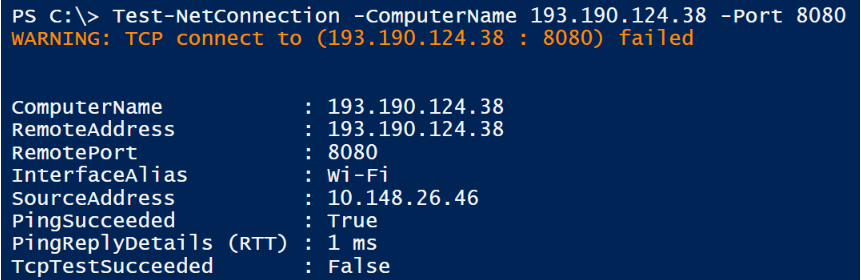 PS C:\> Test-NetConnection -ComputerName 193.190.124.38 -Port 8080
WARNING: TCP connect to (193.190.124.38 : 8080) failed
ComputerName : 193.190.124.38
RemoteAddress : 193.190.124.38
RemotePort : 8080
InterfaceAlias : Wi-Fi
SourceAddress : 10.148.26.46
PingSucceeded : True
PingReplyDetails (RTT) : 1 ms
TcpTestSucceeded : False